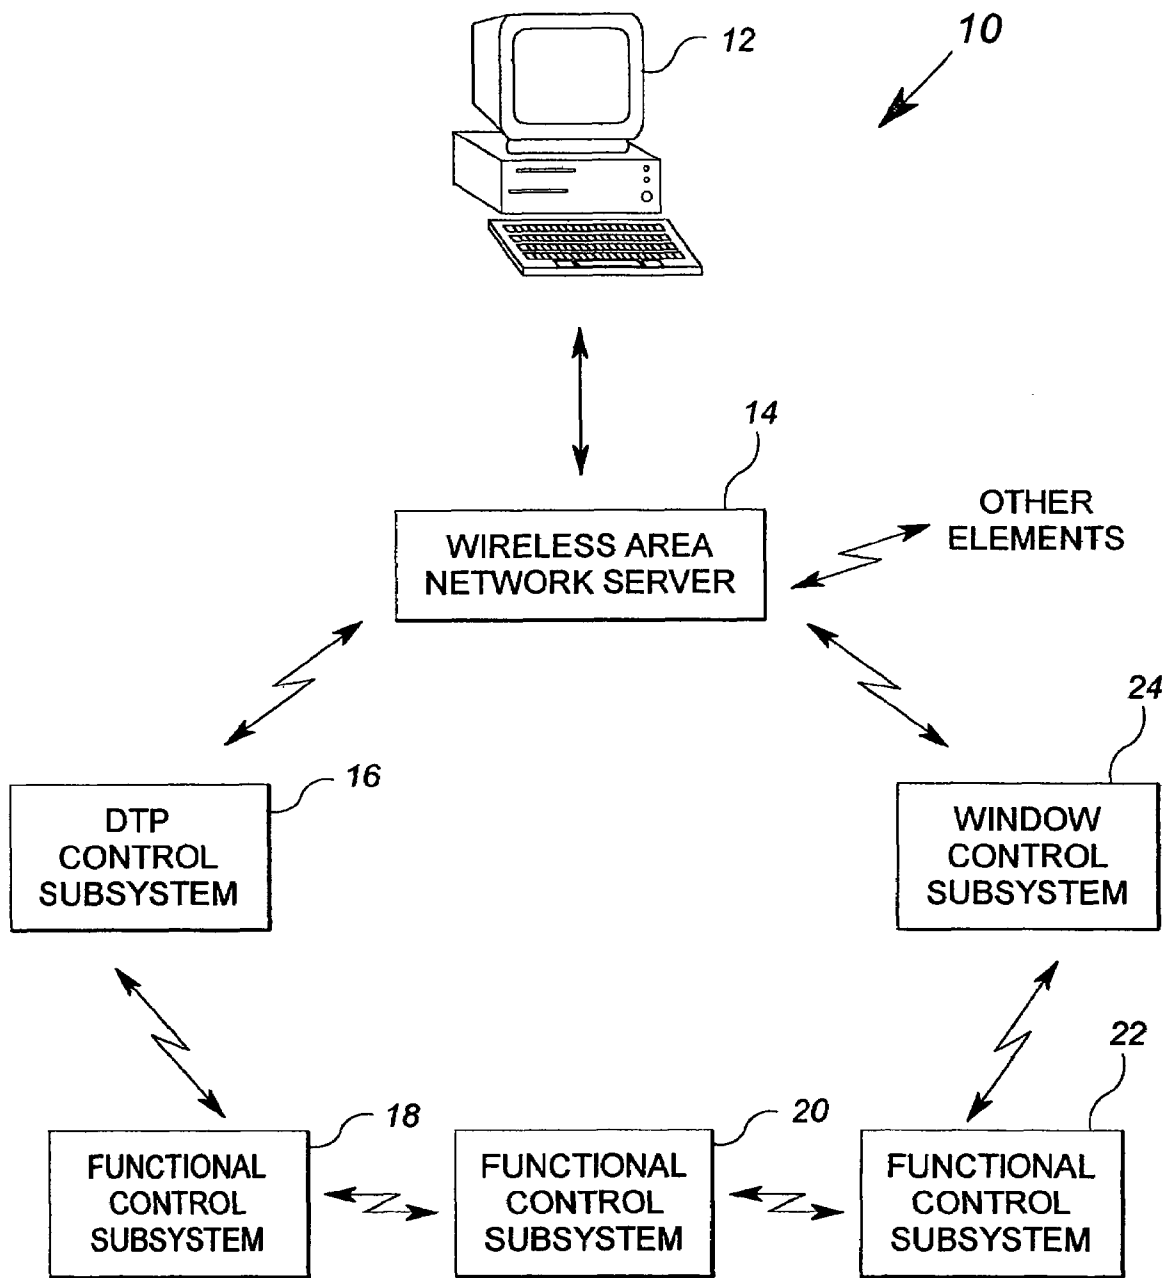 10
12
14
WIRELESS AREA
NETWORK SERVER
OTHER
ELEMENTS
24
16
DTP
CONTROL
SUBSYSTEM
WINDOW
CONTROL
SUBSYSTEM
22
18
20
FUNCTIONAL
CONTROL
SUBSYSTEM
FUNCTIONAL
CONTROL
SUBSYSTEM
FUNCTIONAL
CONTROL
SUBSYSTEM